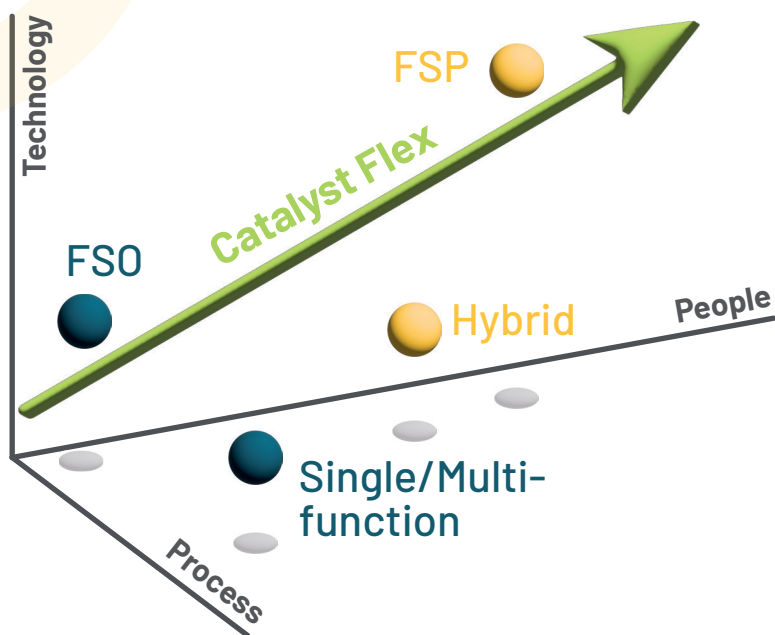 Technology
FSP
Catalyst Flex
FSO
People
Hybrid
Single/Multi-
function
Process